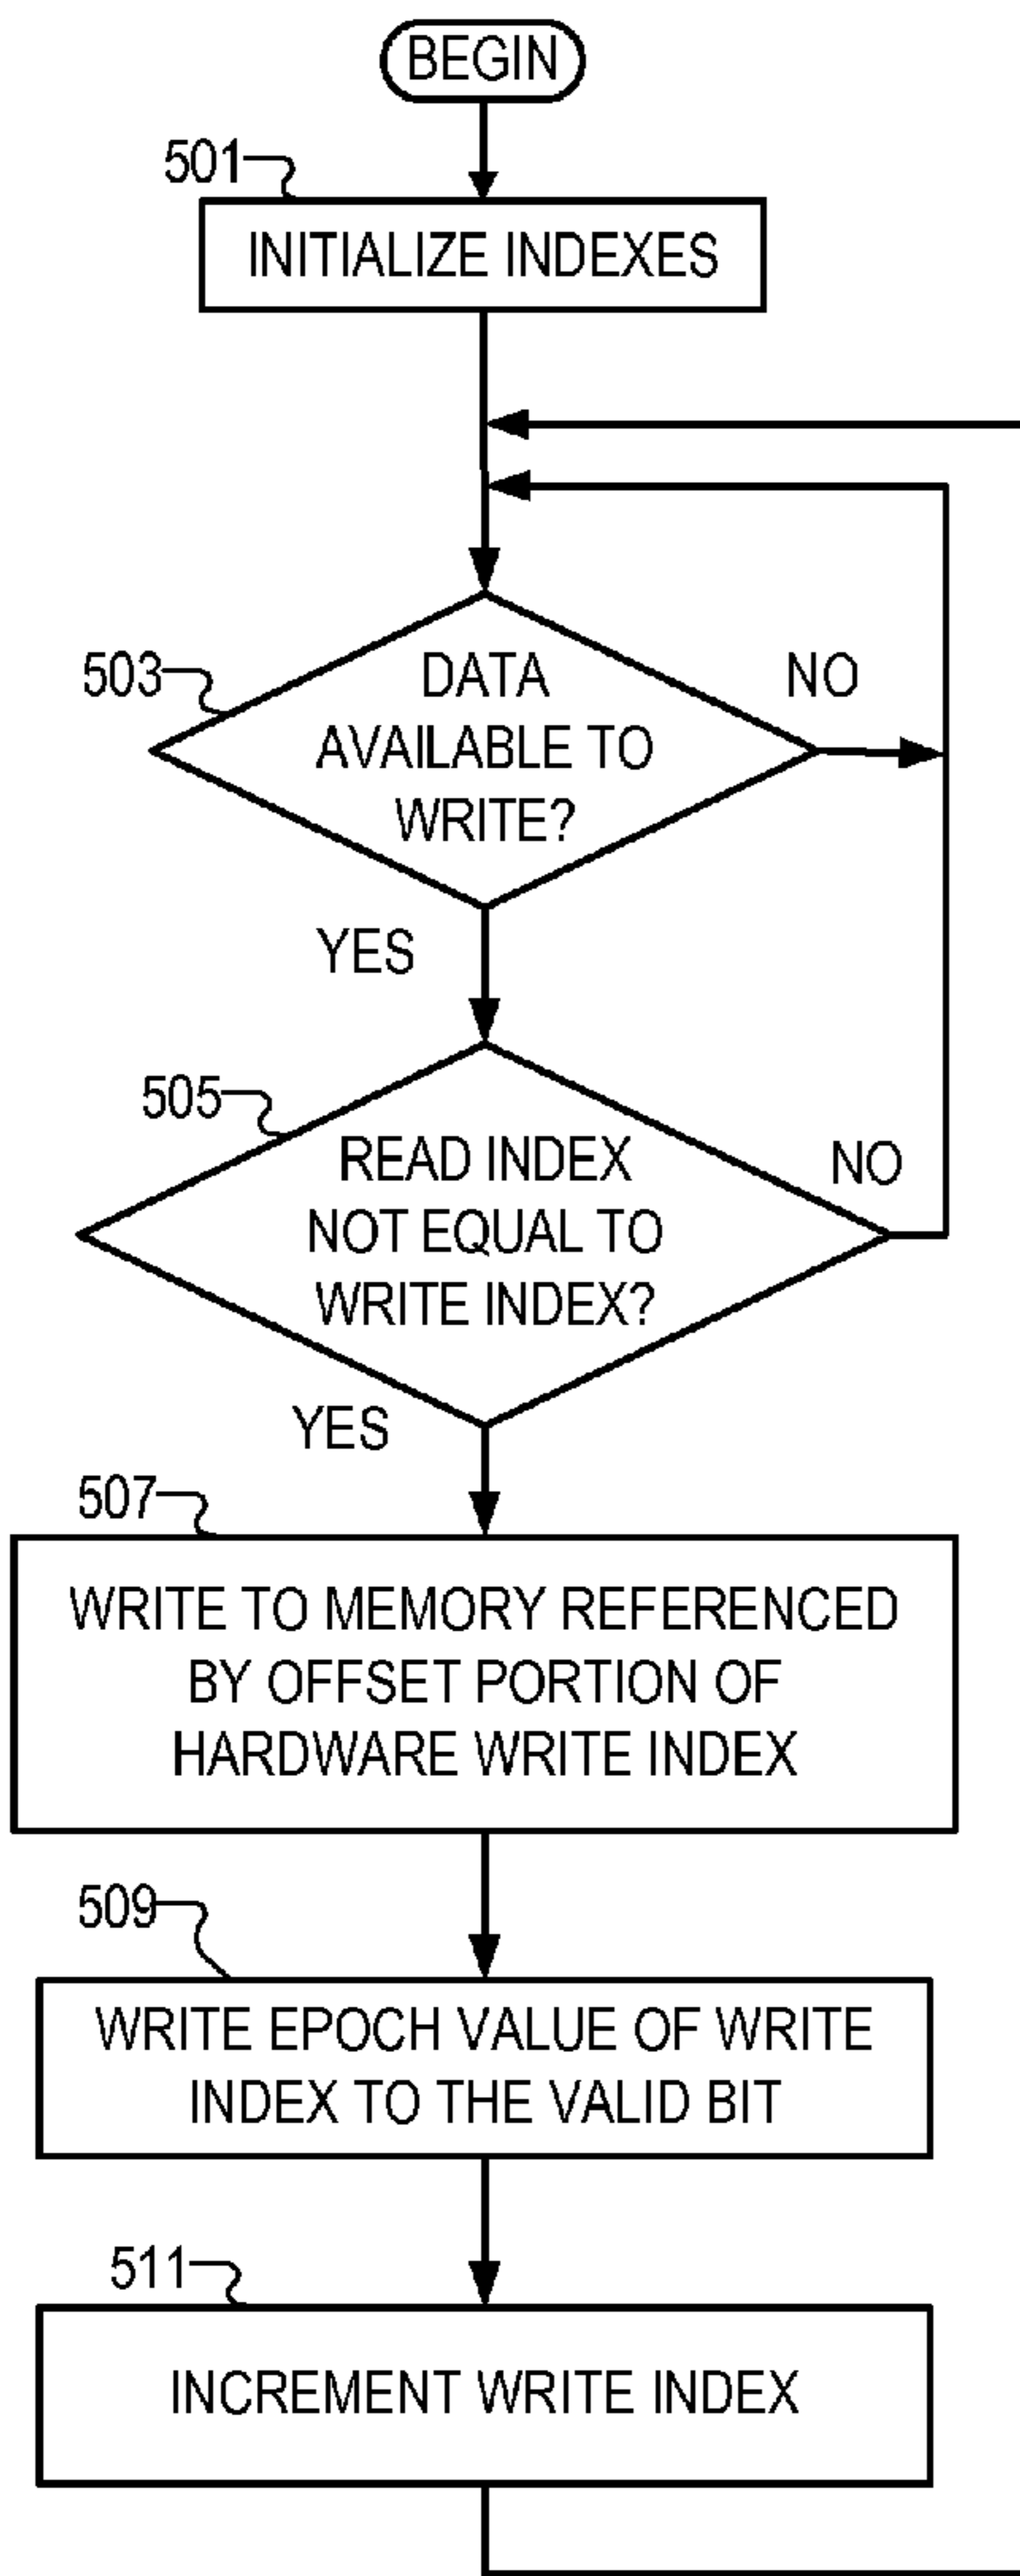 BEGIN
501
INITIALIZE INDEXES
503
DATA
AVAILABLE TO
WRITE?
NO
YES
505
READ INDEX
NOT EQUAL TO
WRITE INDEX?
NO
YES
507
WRITE TO MEMORY REFERENCED
BY OFFSET PORTION OF
HARDWARE WRITE INDEX
509
WRITE EPOCH VALUE OF WRITE
INDEX TO THE VALID BIT
511
INCREMENT WRITE INDEX